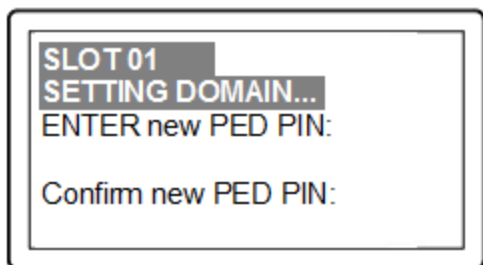 SLOT 01
SETTING DOMAIN...
ENTER new PED PIN:
Confirm new PED PIN: